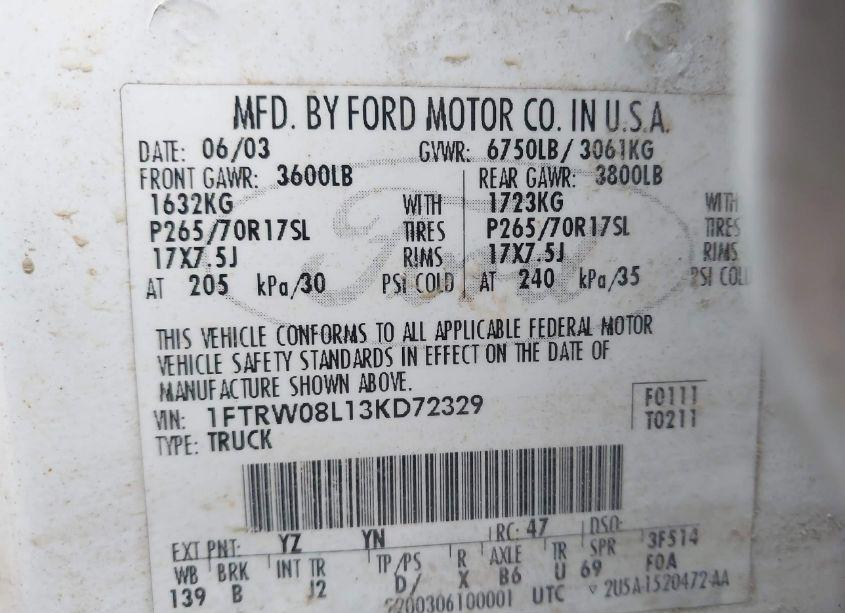 MFD. BY FORD MOTOR CO. IN U.S.A.
DATE: 06/03 GVWR: 6750LB/ 3061KG
FRONT GAWR: 3600LB REAR GAWR: 3800LB
1632KG WITH 1723KG WITH
P265/70R17SL TIRES P265/70R17SL TIRES
17X7.5J RIMS 17X7.5J RIMS
AT 205 kPa/30 PSI COLD AT 240 kPa/35 PSI COL
Ford
THIS VEHICLE CONFORMS TO ALL APPLICABLE FEDERAL MOTOR
VEHICLE SAFETY STANDARDS IN EFFECT ON THE DATE OF
MANUFACTURE SHOWN ABOVE.
VIN: 1FTRW08L13KD72329 F0111
TYPE: TRUCK T0211
EXT PNT: YZ YN RC: 47 DSO:
WB BRK INT TR TP/PS R AXLE TR SPR 3F514
139 B J2 D/ X B6 U 69 F0A
5200306100001 UTC 2U5A-1520472-AA